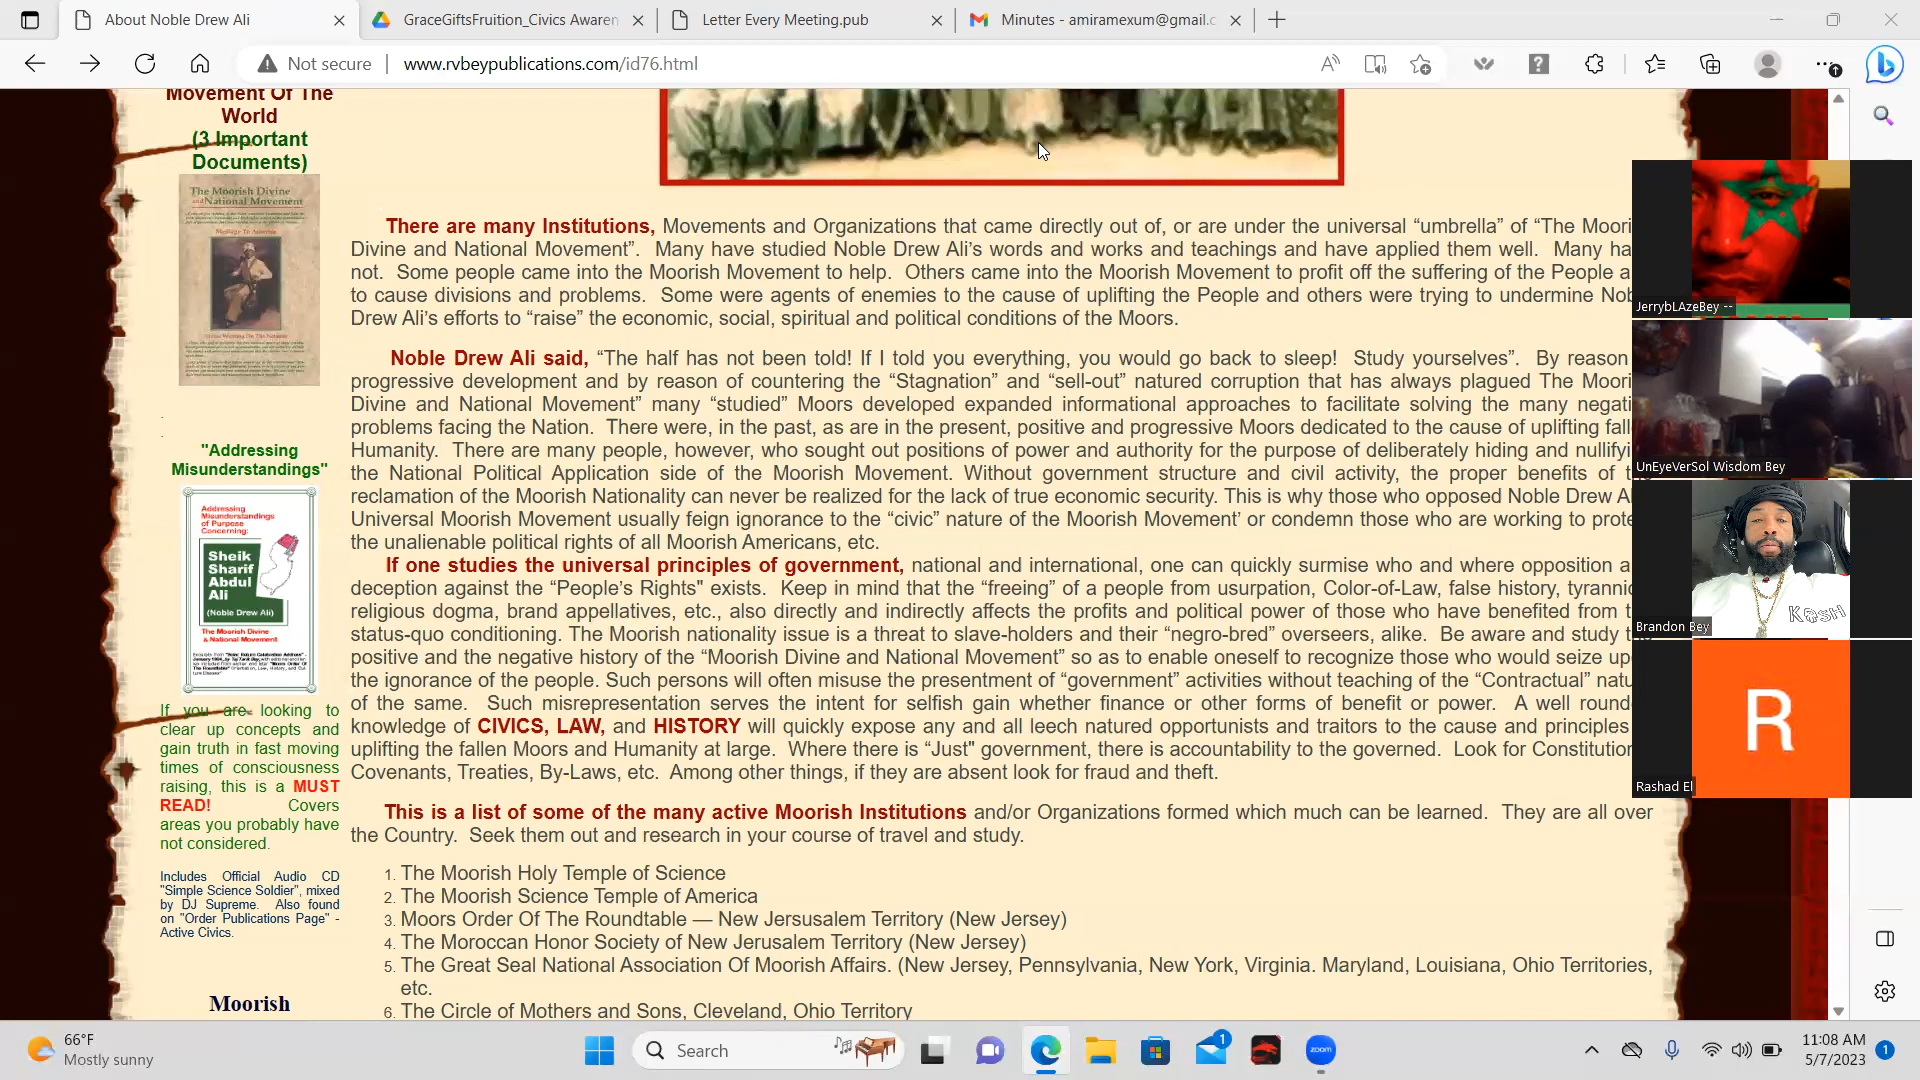 About Noble Drew Ali
GraceGiftsFruition_Civics Awaren
Letter Every Meeting.pub
Minutes - amiramexum@gmail.c
Not secure
www.rvbeypublications.com/id76.html
Movement Of The
World
(3 Important
Documents)
The Moorish Divine
and National Movement
"Addressing
Misunderstandings"
Addressing
Misunderstandings
of Purpose
Concerning:
Sheik
Sharif
Abdul
Ali
(Noble Drew Ali)
The Moorish Divine
& National Movement
If you are looking to
clear up concepts and
gain truth in fast moving
times of consciousness
raising, this is a MUST
READ! Covers
areas you probably have
not considered.
Includes Official Audio CD
"Simple Science Soldier", mixed
by DJ Supreme. Also found
on "Order Publications Page" -
Active Civics.
Moorish
There are many Institutions, Movements and Organizations that came directly out of, or are under the universal “umbrella” of “The Moori
Divine and National Movement”. Many have studied Noble Drew Ali’s words and works and teachings and have applied them well. Many ha
not. Some people came into the Moorish Movement to help. Others came into the Moorish Movement to profit off the suffering of the People a
to cause divisions and problems. Some were agents of enemies to the cause of uplifting the People and others were trying to undermine Nob
Drew Ali’s efforts to “raise” the economic, social, spiritual and political conditions of the Moors.
Noble Drew Ali said, “The half has not been told! If I told you everything, you would go back to sleep! Study yourselves”. By reason
progressive development and by reason of countering the “Stagnation” and “sell-out” natured corruption that has always plagued The Moori
Divine and National Movement” many “studied” Moors developed expanded informational approaches to facilitate solving the many negati
problems facing the Nation. There were, in the past, as are in the present, positive and progressive Moors dedicated to the cause of uplifting fall
Humanity. There are many people, however, who sought out positions of power and authority for the purpose of deliberately hiding and nullifyi
the National Political Application side of the Moorish Movement. Without government structure and civil activity, the proper benefits of t
reclamation of the Moorish Nationality can never be realized for the lack of true economic security. This is why those who opposed Noble Drew A
Universal Moorish Movement usually feign ignorance to the “civic” nature of the Moorish Movement’ or condemn those who are working to prote
the unalienable political rights of all Moorish Americans, etc.
If one studies the universal principles of government, national and international, one can quickly surmise who and where opposition a
deception against the “People’s Rights" exists. Keep in mind that the “freeing” of a people from usurpation, Color-of-Law, false history, tyranni
religious dogma, brand appellatives, etc., also directly and indirectly affects the profits and political power of those who have benefited from t
status-quo conditioning. The Moorish nationality issue is a threat to slave-holders and their “negro-bred” overseers, alike. Be aware and study t
positive and the negative history of the “Moorish Divine and National Movement” so as to enable oneself to recognize those who would seize up
the ignorance of the people. Such persons will often misuse the presentment of “government” activities without teaching of the “Contractual” natu
of the same. Such misrepresentation serves the intent for selfish gain whether finance or other forms of benefit or power. A well round
knowledge of CIVICS, LAW, and HISTORY will quickly expose any and all leech natured opportunists and traitors to the cause and principles
uplifting the fallen Moors and Humanity at large. Where there is “Just" government, there is accountability to the governed. Look for Constitution
Covenants, Treaties, By-Laws, etc. Among other things, if they are absent look for fraud and theft.
This is a list of some of the many active Moorish Institutions and/or Organizations formed which much can be learned. They are all over
the Country. Seek them out and research in your course of travel and study.
1. The Moorish Holy Temple of Science
2. The Moorish Science Temple of America
3. Moors Order Of The Roundtable — New Jersusalem Territory (New Jersey)
4. The Moroccan Honor Society of New Jerusalem Territory (New Jersey)
5. The Great Seal National Association Of Moorish Affairs. (New Jersey, Pennsylvania, New York, Virginia. Maryland, Louisiana, Ohio Territories,
etc.
6. The Circle of Mothers and Sons, Cleveland, Ohio Territory
JerrybLAzeBey --
UnEyeVerSol Wisdom Bey
KOSH
Brandon Bey
R
Rashad El
66°F
Mostly sunny
Search
1
zoom
11:08 AM
5/7/2023
1